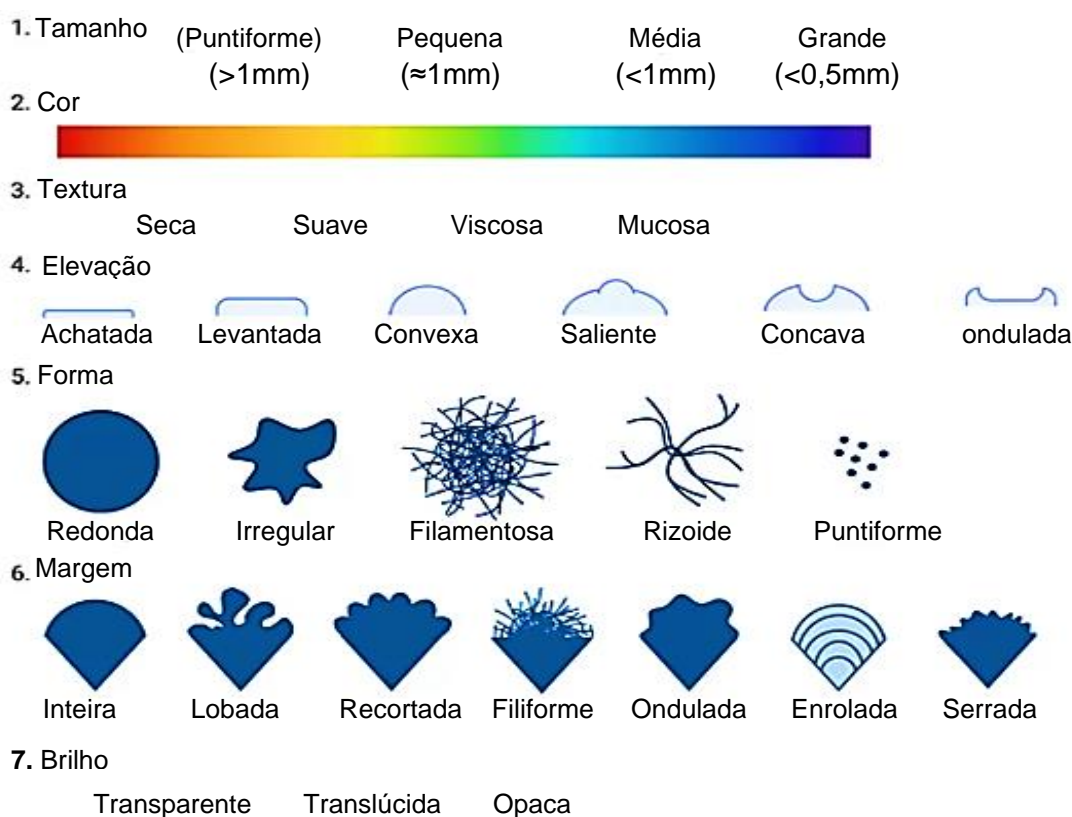 1. Tamanho
(Puntiforme) Pequena Média Grande
(>1mm) (≈1mm) (<1mm) (<0,5mm)
2. Cor
3. Textura
Seca Suave Viscosa Mucosa
4. Elevação
Achatada Levantada Convexa Saliente Concava ondulada
5. Forma
Redonda Irregular Filamentosa Rizoide Puntiforme
6. Margem
Inteira Lobada Recortada Filiforme Ondulada Enrolada Serrada
7. Brilho
Transparente Translúcida Opaca